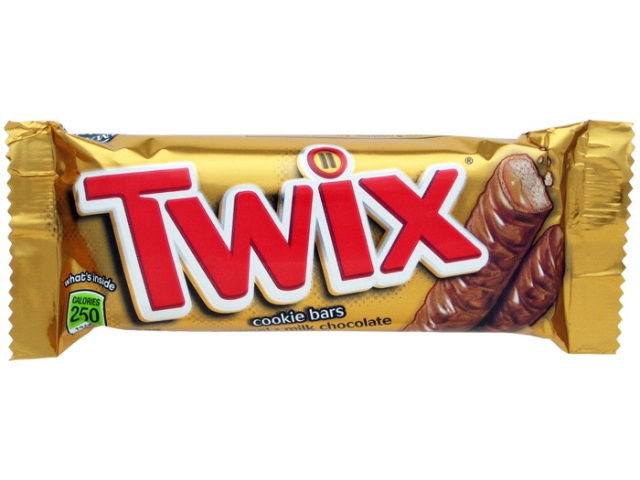 Twix®
what's inside
CALORIES
250
cookie bars
milk chocolate